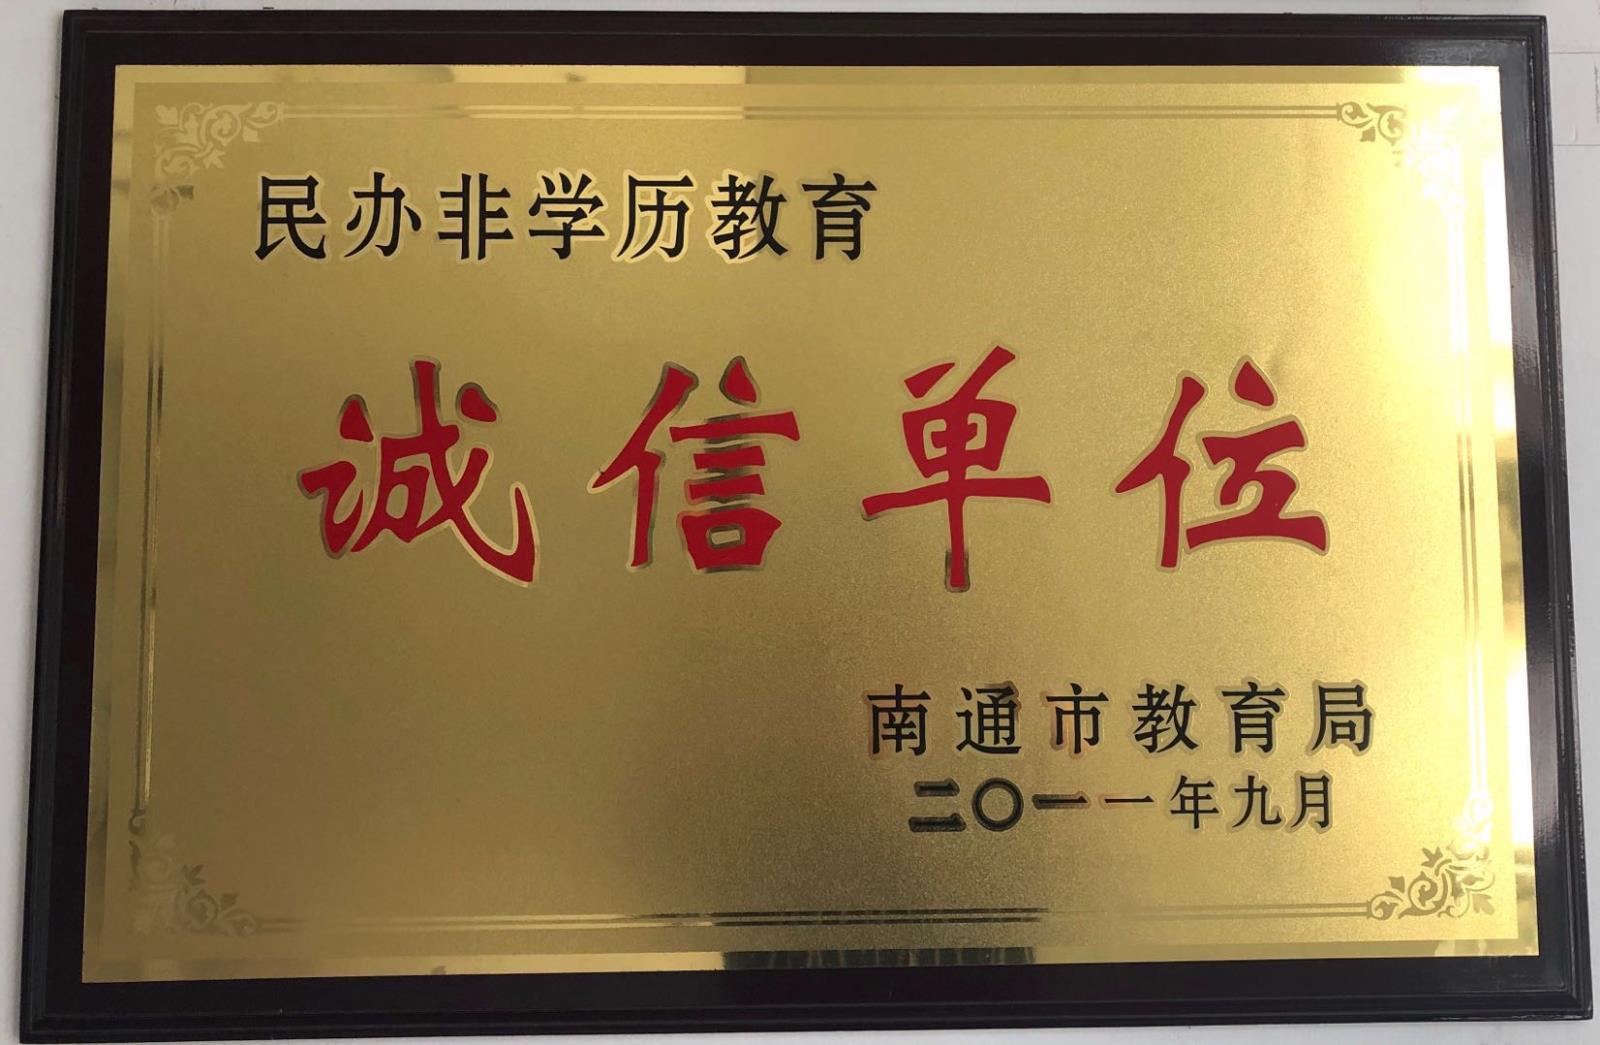 民办非学历教育
诚信单位
南通市教育局
二〇一一年九月